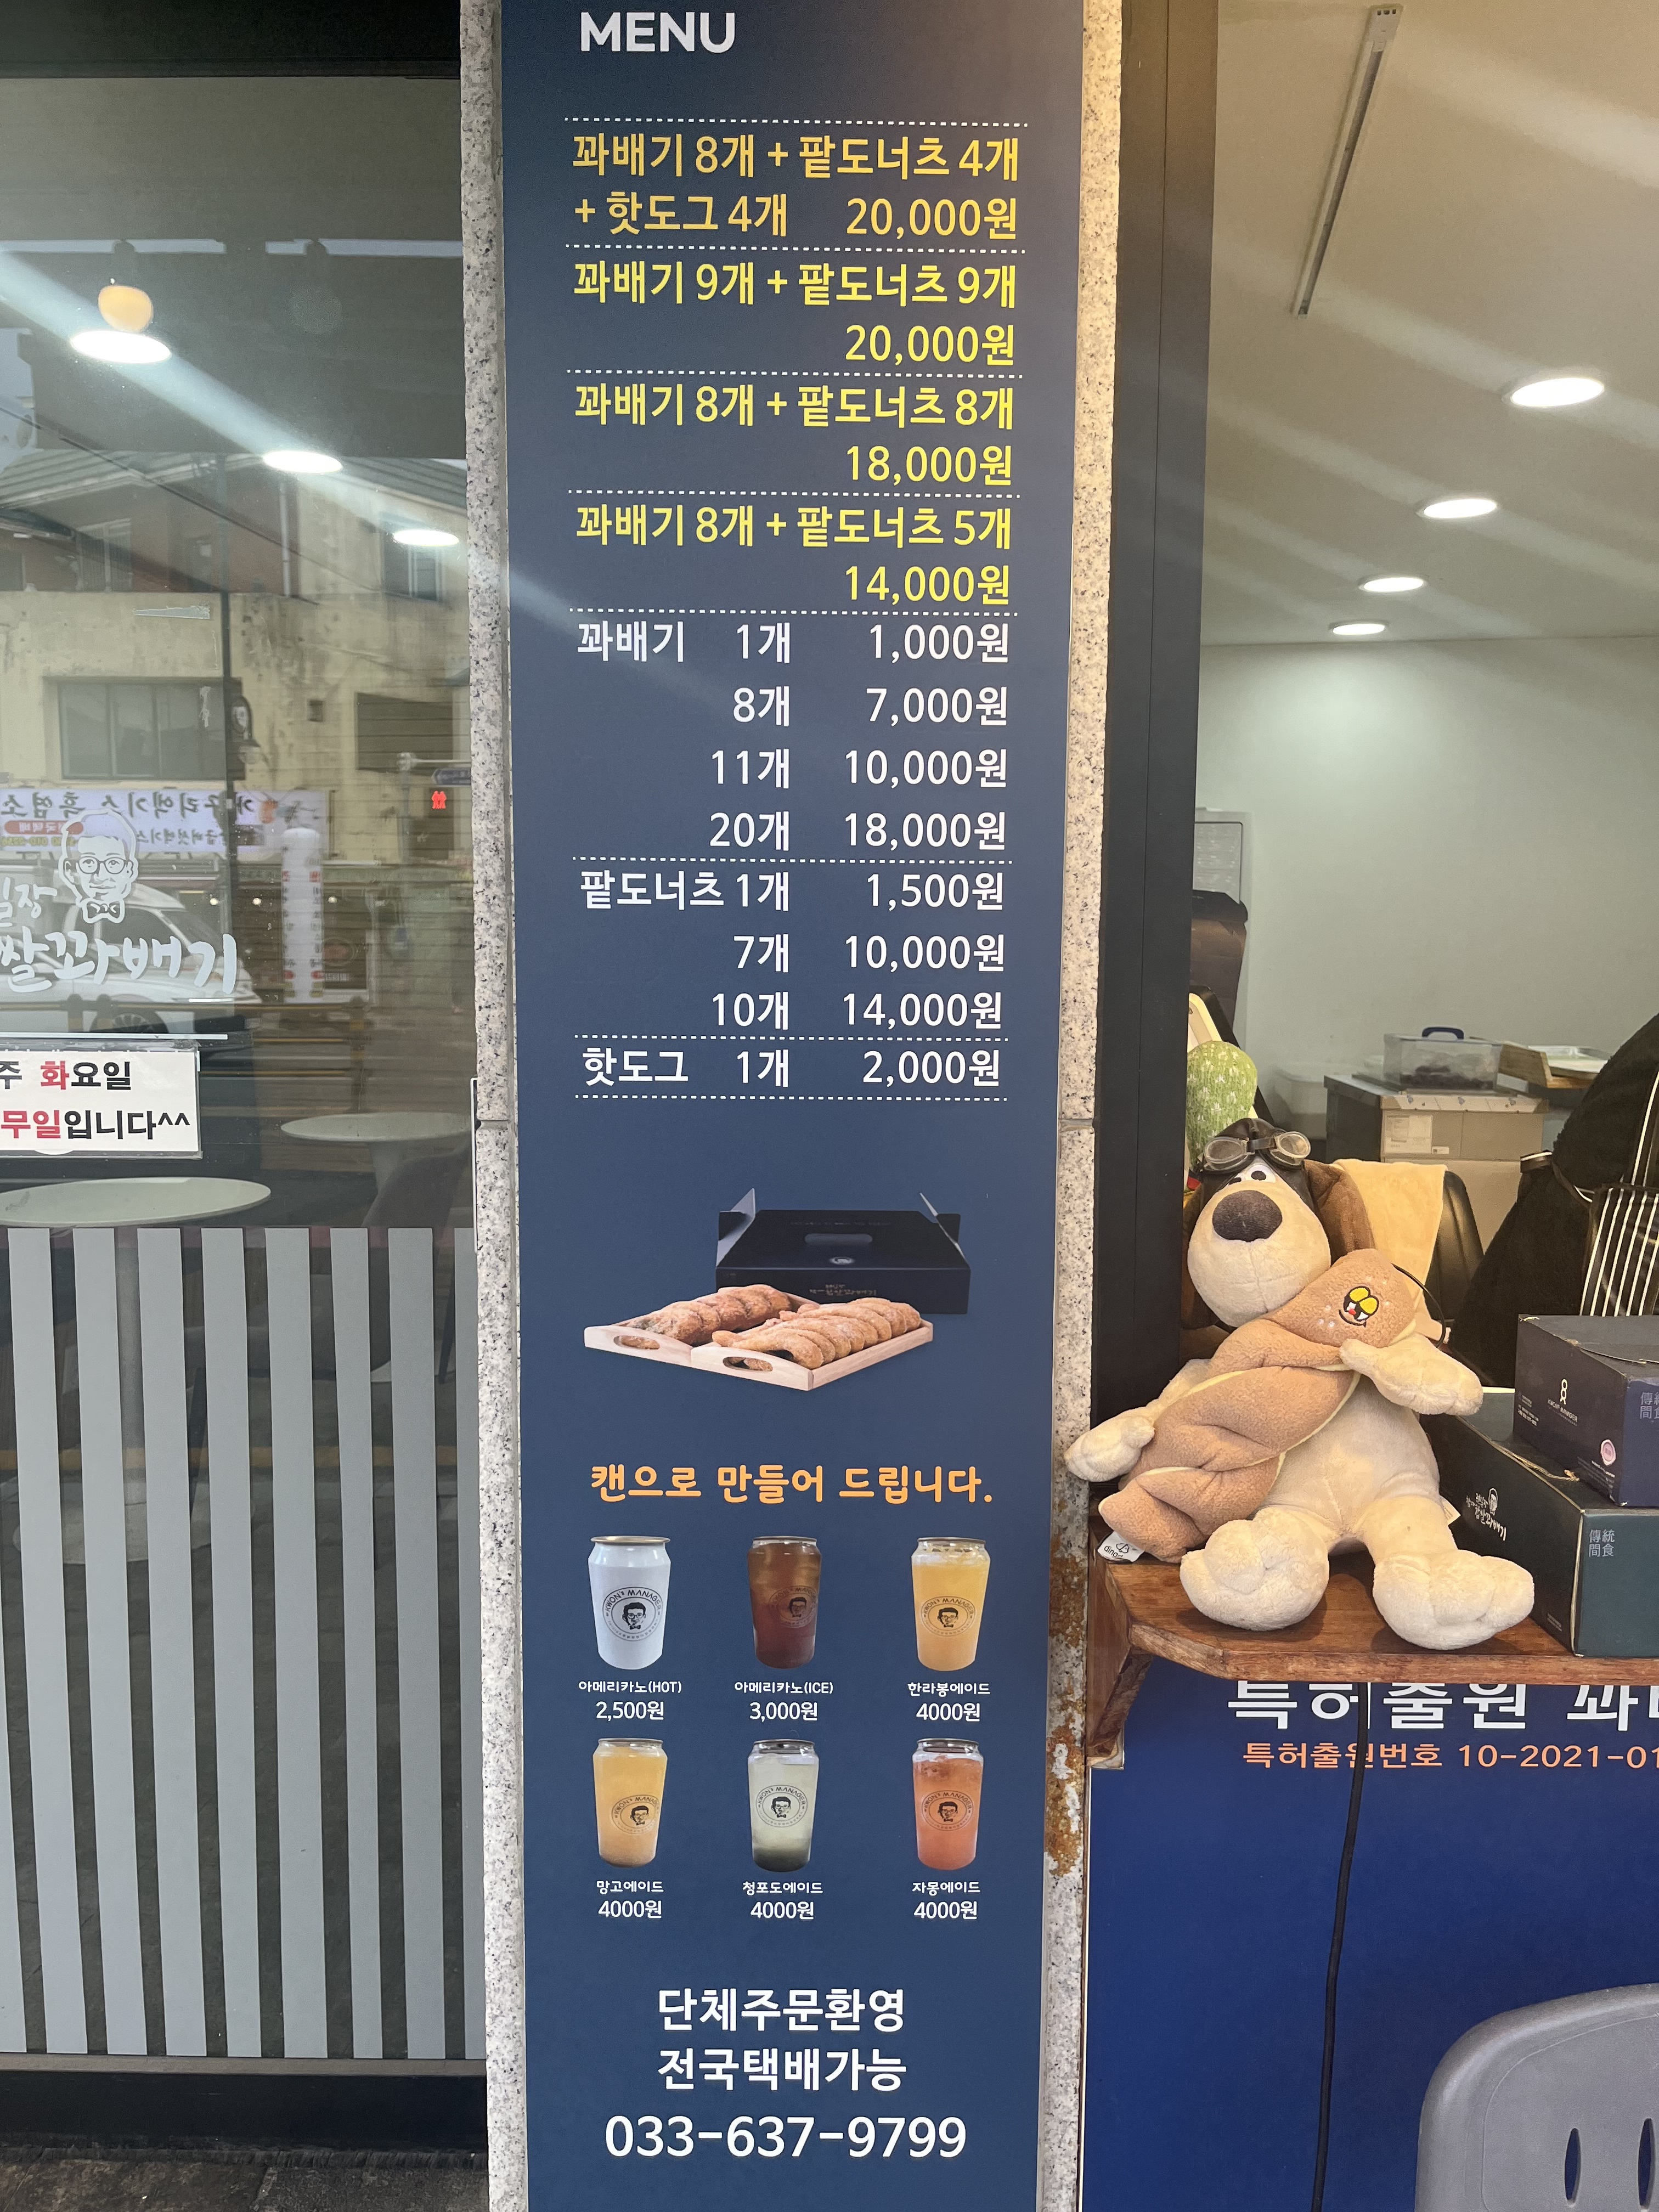 MENU
꽈배기 8개 + 팥도너츠 4개
+ 핫도그 4개 20,000원
꽈배기 9개 + 팥도너츠 9개
20,000원
꽈배기 8개 + 팥도너츠 8개
18,000원
꽈배기 8개 + 팥도너츠 5개
14,000원
꽈배기 1개 1,000원
8개 7,000원
11개 10,000원
20개 18,000원
팥도너츠 1개 1,500원
7개 10,000원
10개 14,000원
핫도그 1개 2,000원
캔으로 만들어 드립니다.
아메리카노(HOT) 아메리카노(ICE) 한라봉에이드
2,500원 3,000원 4000원
망고에이드 청포도에이드 자몽에이드
4000원 4000원 4000원
단체주문환영
전국택배가능
033-637-9799
쌀꽈배기
주 화요일
무일입니다^^
傳統
間食
특허출원
특허출원번호 10-2021-01